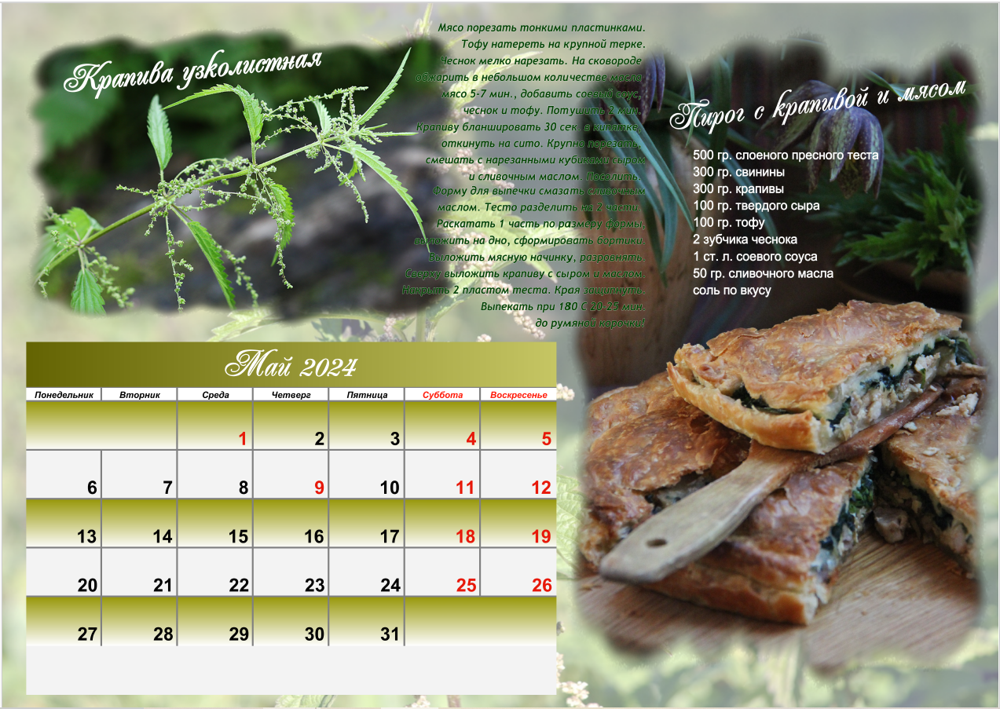 Крапива узколистная
Мясо порезать тонкими пластинками.
Тофу натереть на крупной терке.
Чеснок мелко нарезать. На сковороде
обжарить в небольшом количестве масла
мясо 5-7 мин., добавить соевый соус,
чеснок и тофу. Потушить 2 мин.
Крапиву бланшировать 30 сек. в кипятке,
откинуть на сито. Крупно порезать,
смешать с нарезанными кубиками сыром
и сливочным маслом. Посолить.
Форму для выпечки смазать сливочным
маслом. Тесто разделить на 2 части.
Раскатать 1 часть по размеру формы,
выложить на дно, сформировать бортики.
Выложить мясную начинку, разровнять.
Сверху выложить крапиву с сыром и маслом.
Накрыть 2 пластом теста. Края защипнуть.
Выпекать при 180 С 20-25 мин.
до румяной корочки!
Пирог с крапивой и мясом
500 гр. слоеного пресного теста
300 гр. свинины
300 гр. крапивы
100 гр. твердого сыра
100 гр. тофу
2 зубчика чеснока
1 ст. л. соевого соуса
50 гр. сливочного масла
соль по вкусу
Май 2024
Понедельник Вторник Среда Четверг Пятница Суббота Воскресенье
1 2 3 4 5
6 7 8 9 10 11 12
13 14 15 16 17 18 19
20 21 22 23 24 25 26
27 28 29 30 31